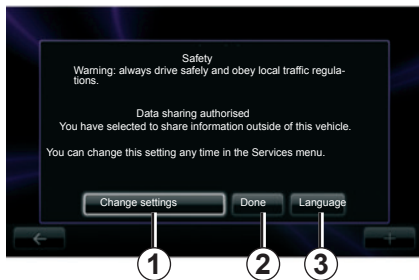 Safety
Warning: always drive safely and obey local traffic regula-
tions.
Data sharing authorised
You have selected to share information outside of this vehicle.
You can change this setting any time in the Services menu.
Change settings
Done
Language
1
2
3